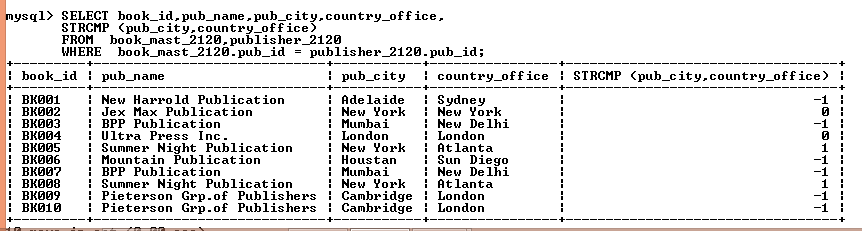 mysql> SELECT book_id,pub_name,pub_city,country_office,
STRCMP (pub_city,country_office)
FROM book_mast_2120,publisher_2120
WHERE book_mast_2120.pub_id = publisher_2120.pub_id;
book_id | pub_name | pub_city | country_office | STRCMP (pub_city,country_office)
BK001 | New Harrold Publication | Adelaide | Sydney | -1
BK002 | Jex Max Publication | New York | New York | 0
BK003 | BPP Publication | Mumbai | New Delhi | -1
BK004 | Ultra Press Inc. | London | London | 0
BK005 | Summer Night Publication | New York | Atlanta | 1
BK006 | Mountain Publication | Houstan | Sun Diego | -1
BK007 | BPP Publication | Mumbai | New Delhi | -1
BK008 | Summer Night Publication | New York | Atlanta | 1
BK009 | Pieterson Grp.of Publishers | Cambridge | London | -1
BK010 | Pieterson Grp.of Publishers | Cambridge | London | -1